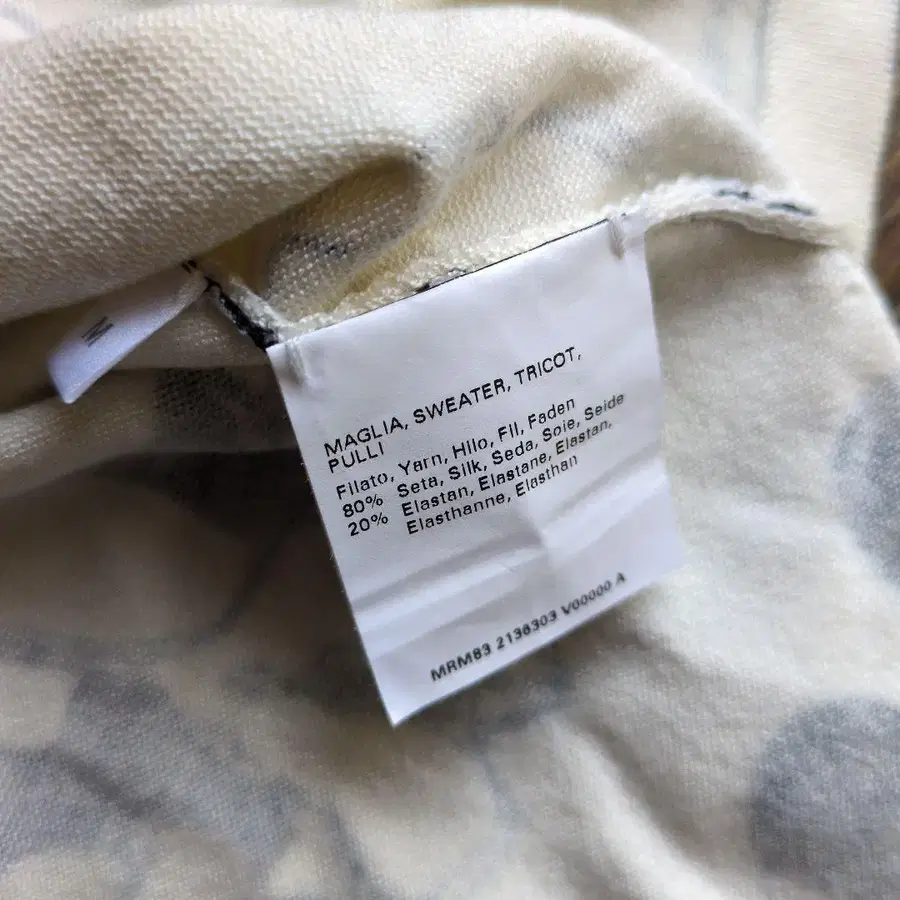 M
MAGLIA, SWEATER, TRICOT,
PULLI
Filato, Yarn, Hilo, Fil, Faden
80% Seta, Silk, Seda, Soie, Seide
20% Elastan, Elastane, Elastan,
Elasthanne, Elasthan
MRM83 2138303 V00000 A